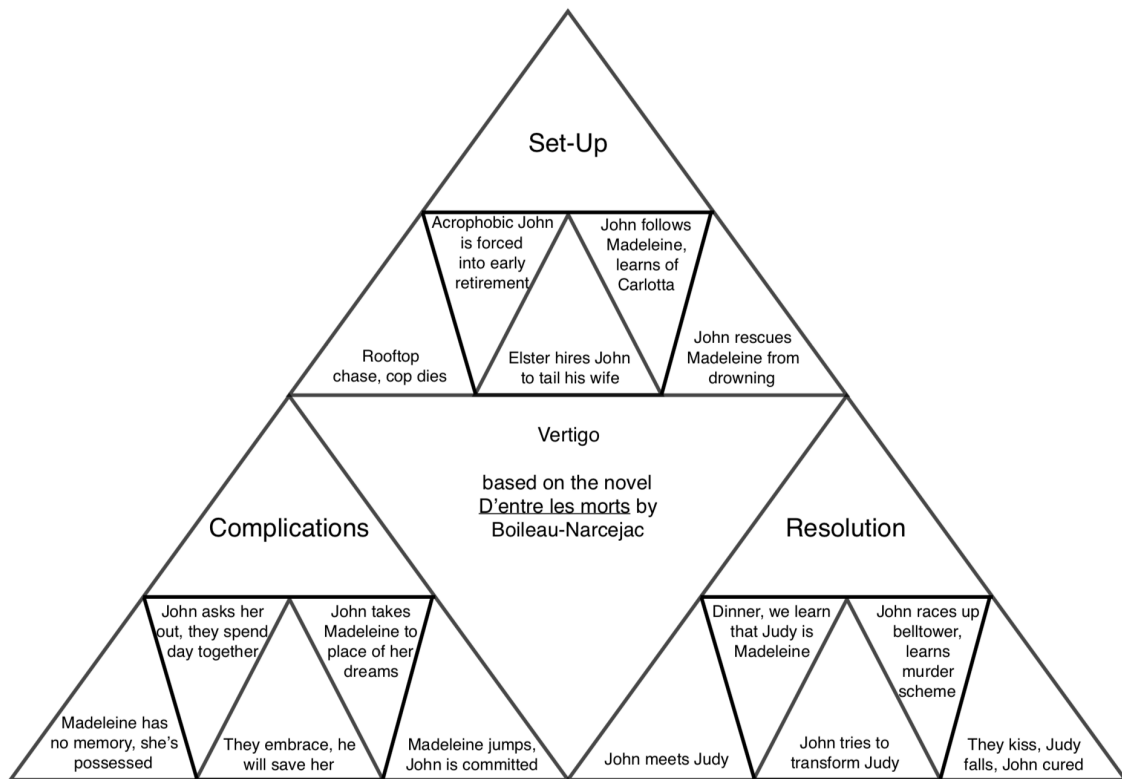 Set-Up
Acrophobic John
is forced
into early
retirement
John follows
Madeleine,
learns of
Carlotta
Rooftop
chase, cop dies
Elster hires John
to tail his wife
John rescues
Madeleine from
drowning
Vertigo
based on the novel
D'entre les morts by
Boileau-Narcejac
Complications
John asks her
out, they spend
day together
John takes
Madeleine to
place of her
dreams
Madeleine has
no memory, she's
possessed
They embrace, he
will save her
Madeleine jumps,
John is committed
Resolution
Dinner, we learn
that Judy is
Madeleine
John races up
belltower,
learns
murder
scheme
John meets Judy
John tries to
transform Judy
They kiss, Judy
falls, John cured